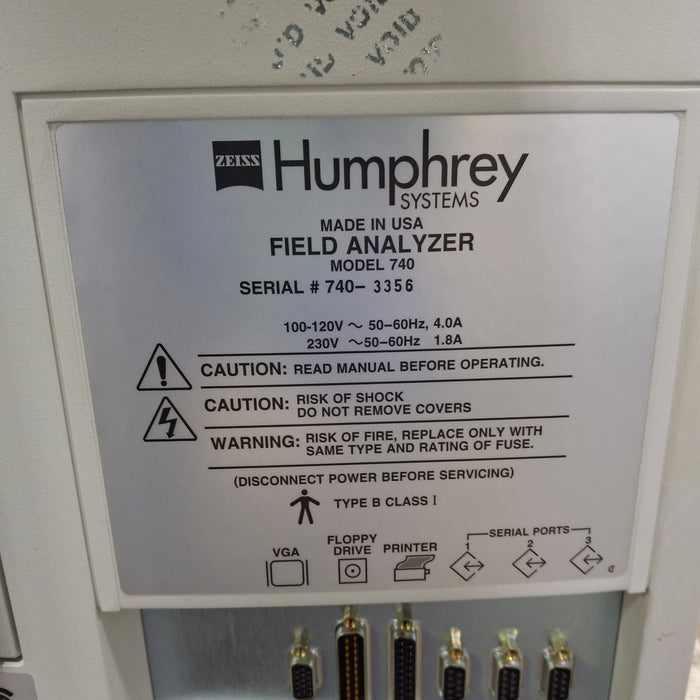 VOID
VOID
ZEISS Humphrey
SYSTEMS
MADE IN USA
FIELD ANALYZER
MODEL 740
SERIAL # 740- 3356
100-120V ~ 50-60Hz, 4.0A
230V ~50-60Hz 1.8A
CAUTION: READ MANUAL BEFORE OPERATING.
CAUTION: RISK OF SHOCK
DO NOT REMOVE COVERS
WARNING: RISK OF FIRE, REPLACE ONLY WITH
SAME TYPE AND RATING OF FUSE.
(DISCONNECT POWER BEFORE SERVICING)
TYPE B CLASS I
VGA
FLOPPY
DRIVE
PRINTER
SERIAL PORTS
1 2 3